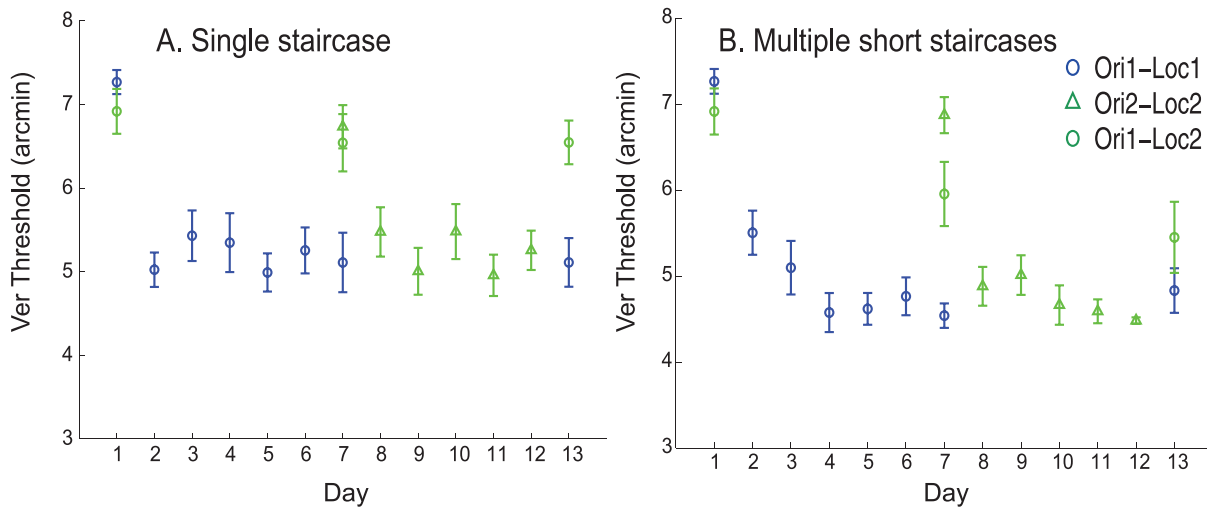 A. Single staircase
Ver Threshold (arcmin)
8
7
6
5
4
3
1 2 3 4 5 6 7 8 9 10 11 12 13
Day
B. Multiple short staircases
Ori1–Loc1
Ori2–Loc2
Ori1–Loc2
Ver Threshold (arcmin)
8
7
6
5
4
3
1 2 3 4 5 6 7 8 9 10 11 12 13
Day